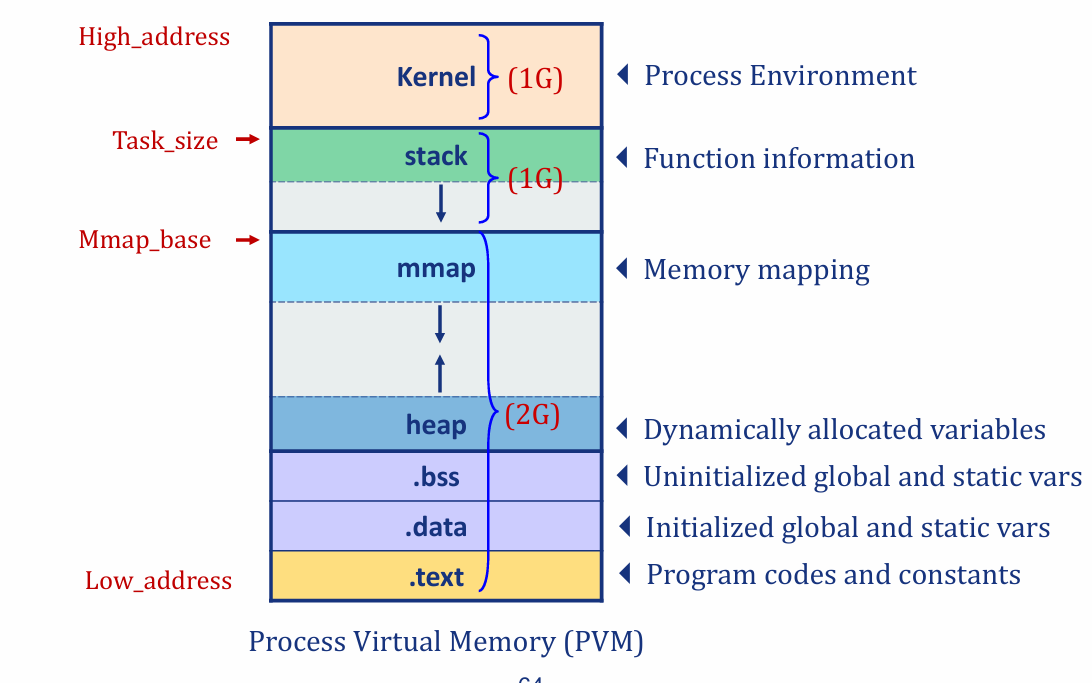 High_address
Kernel
(1G)
Process Environment
Task_size
stack
(1G)
Function information
Mmap_base
mmap
Memory mapping
heap
(2G)
Dynamically allocated variables
.bss
Uninitialized global and static vars
.data
Initialized global and static vars
Low_address
.text
Program codes and constants
Process Virtual Memory (PVM)